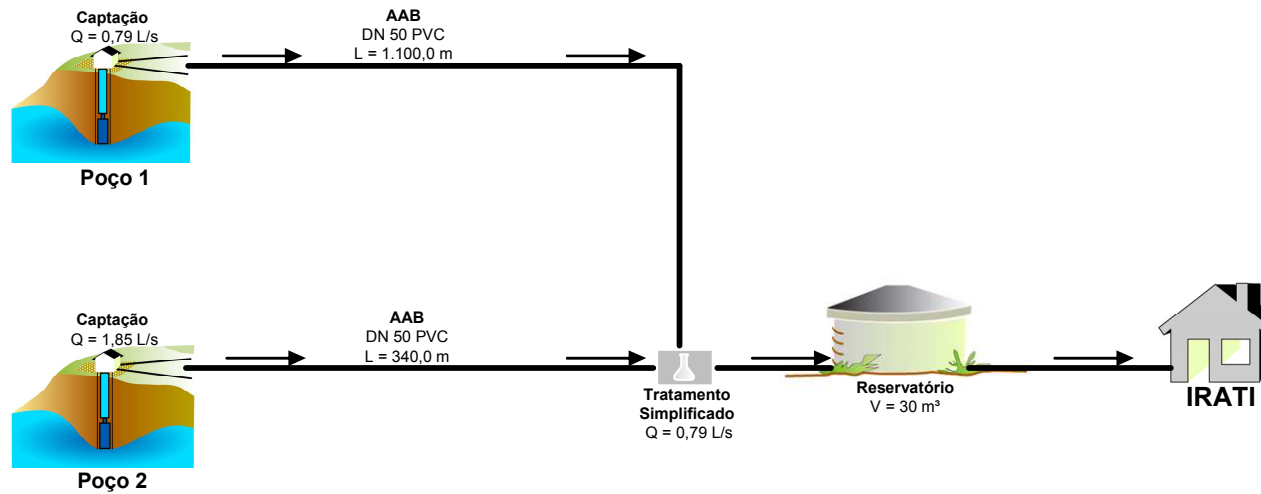 Captação
Q = 0,79 L/s
AAB
DN 50 PVC
L = 1.100,0 m
Poço 1
Captação
Q = 1,85 L/s
AAB
DN 50 PVC
L = 340,0 m
Poço 2
Tratamento
Simplificado
Q = 0,79 L/s
Reservatório
V = 30 m³
IRATI